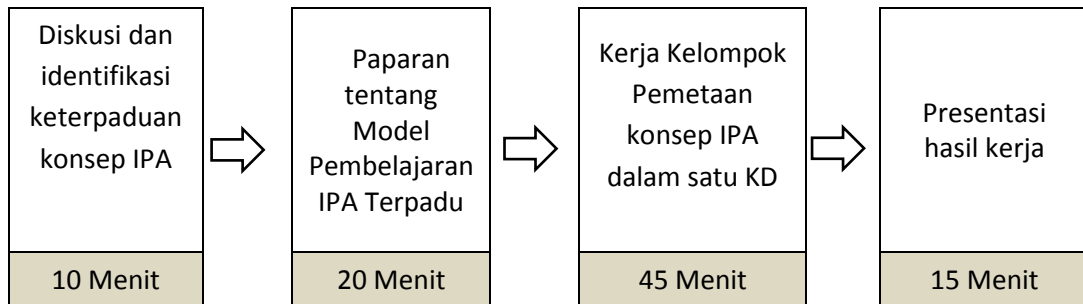 Diskusi dan
identifikasi
keterpaduan
konsep IPA
10 Menit
Paparan
tentang
Model
Pembelajaran
IPA Terpadu
20 Menit
Kerja Kelompok
Pemetaan
konsep IPA
dalam satu KD
45 Menit
Presentasi
hasil kerja
15 Menit